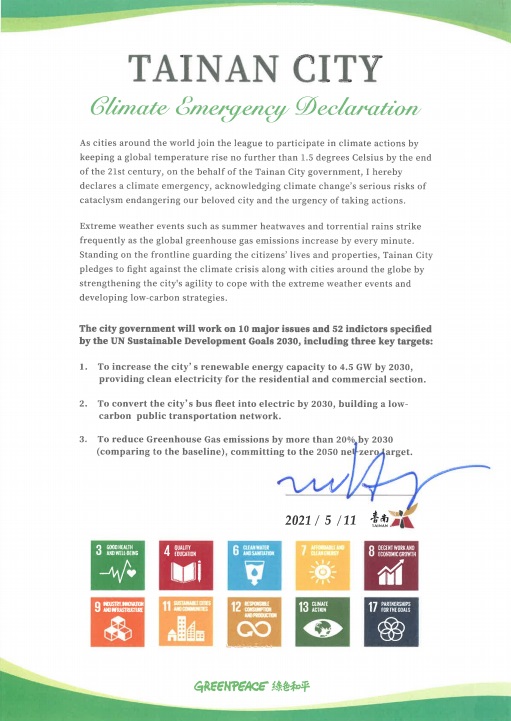 TAINAN CITY
Climate Emergency Declaration
As cities around the world join the league to participate in climate actions by
keeping a global temperature rise no further than 1.5 degrees Celsius by the end
of the 21st century, on the behalf of the Tainan City government, I hereby
declares a climate emergency, acknowledging climate change's serious risks of
cataclysm endangering our beloved city and the urgency of taking actions.
Extreme weather events such as summer heatwaves and torrential rains strike
frequently as the global greenhouse gas emissions increase by every minute.
Standing on the frontline guarding the citizens' lives and properties, Tainan City
pledges to fight against the climate crisis along with cities around the globe by
strengthening the city's agility to cope with the extreme weather events and
developing low-carbon strategies.
The city government will work on 10 major issues and 52 indictors specified
by the UN Sustainable Development Goals 2030, including three key targets:
1. To increase the city's renewable energy capacity to 4.5 GW by 2030,
providing clean electricity for the residential and commercial section.
2. To convert the city's bus fleet into electric by 2030, building a low-
carbon public transportation network.
3. To reduce Greenhouse Gas emissions by more than 20% by 2030
(comparing to the baseline), committing to the 2050 net-zero target.
2021 / 5 / 11
臺南
TAINAN
3 GOOD HEALTH
AND WELL-BEING
4 QUALITY
EDUCATION
6 CLEAN WATER
AND SANITATION
7 AFFORDABLE AND
CLEAN ENERGY
8 DECENT WORK AND
ECONOMIC GROWTH
9 INDUSTRY, INNOVATION
AND INFRASTRUCTURE
11 SUSTAINABLE CITIES
AND COMMUNITIES
12 RESPONSIBLE
CONSUMPTION
AND PRODUCTION
13 CLIMATE
ACTION
17 PARTNERSHIPS
FOR THE GOALS
GREENPEACE 綠色和平